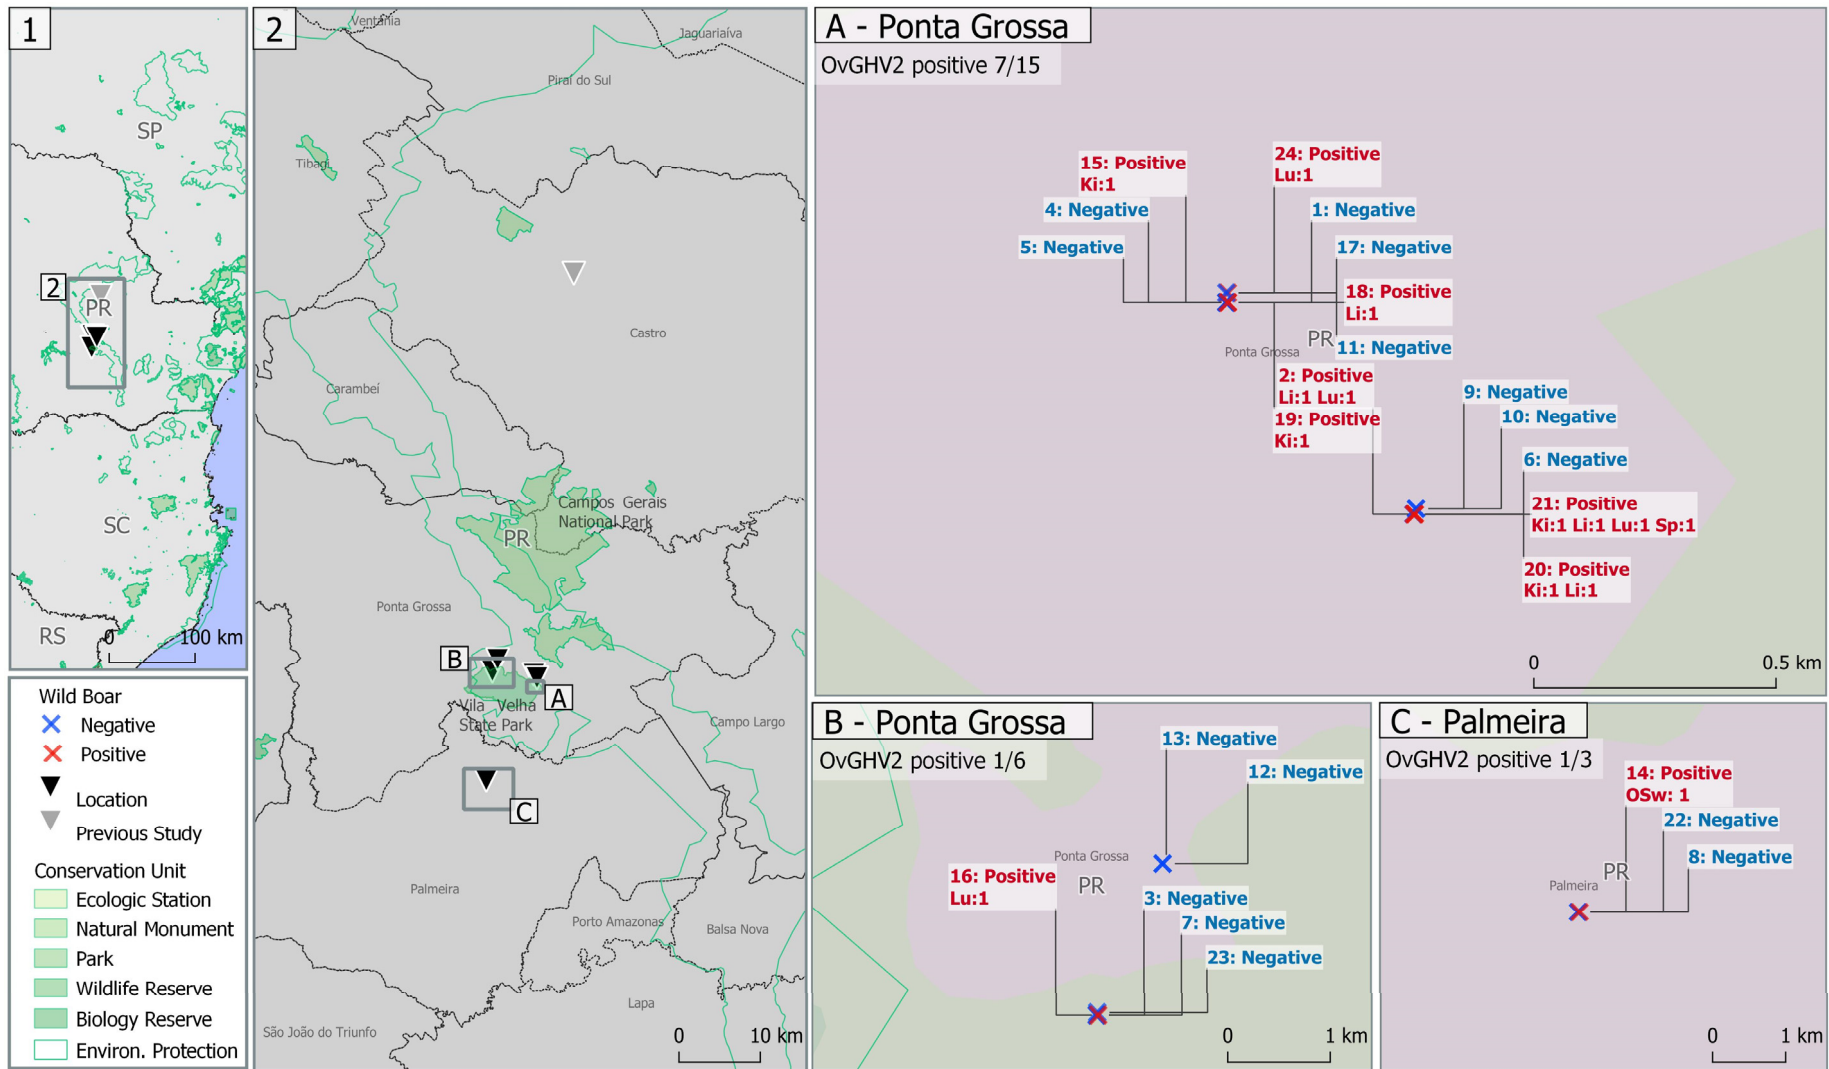 1
SP
2
PR
SC
RS
0
100 km
Wild Boar
Negative
Positive
Location
Previous Study
Conservation Unit
Ecologic Station
Natural Monument
Park
Wildlife Reserve
Biology Reserve
Environ. Protection
2
Ventania
Jaguariaíva
Piraí do Sul
Tibagi
Castro
Carambeí
Campos Gerais
National Park
PR
Ponta Grossa
B
A
Vila Velha
State Park
Campo Largo
C
Palmeira
Porto Amazonas
Balsa Nova
Lapa
São João do Triunfo
0
10 km
A - Ponta Grossa
OvGHV2 positive 7/15
15: Positive
Ki:1
24: Positive
Lu:1
4: Negative
1: Negative
5: Negative
17: Negative
18: Positive
Li:1
PR
Ponta Grossa
11: Negative
2: Positive
Li:1 Lu:1
19: Positive
Ki:1
9: Negative
10: Negative
6: Negative
21: Positive
Ki:1 Li:1 Lu:1 Sp:1
20: Positive
Ki:1 Li:1
0
0.5 km
B - Ponta Grossa
OvGHV2 positive 1/6
13: Negative
12: Negative
Ponta Grossa
PR
16: Positive
Lu:1
3: Negative
7: Negative
23: Negative
0
1 km
C - Palmeira
OvGHV2 positive 1/3
14: Positive
OSw: 1
22: Negative
8: Negative
PR
Palmeira
0
1 km